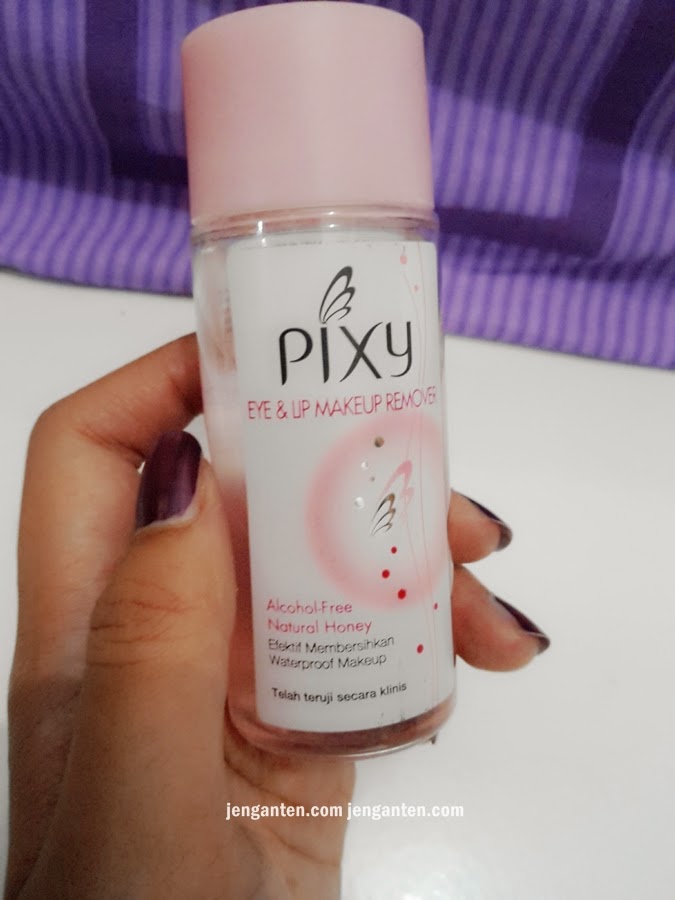 PIXY
EYE & LIP MAKEUP REMOVER
Alcohol-Free
Natural Honey
Efektif Membersihkan
Waterproof Makeup
Telah teruji secara klinis
jenganten.com jenganten.com